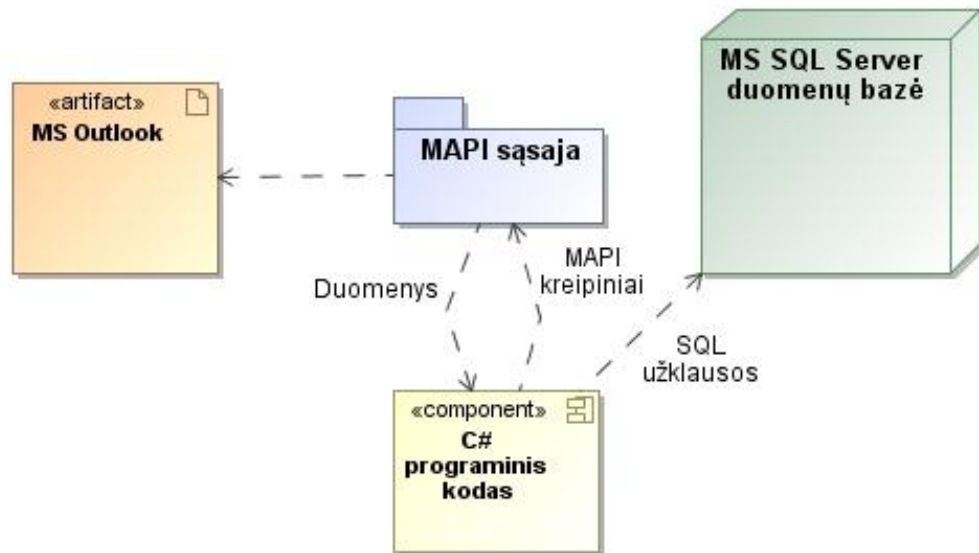 «artifact»
MS Outlook
MAPI sąsaja
MS SQL Server
duomenų bazė
Duomenys
MAPI
kreipiniai
SQL
užklausos
«component»
C#
programinis
kodas